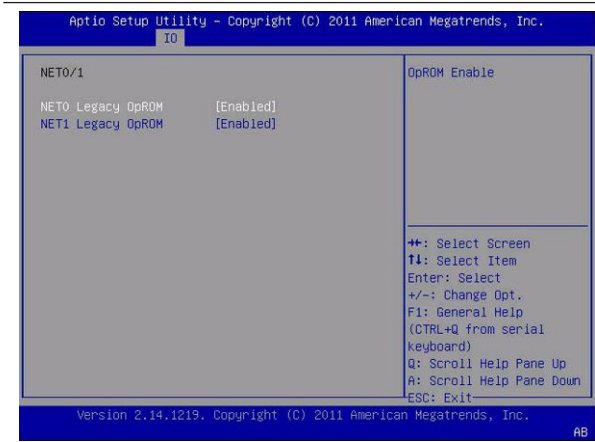 Aptio Setup Utility – Copyright (C) 2011 American Megatrends, Inc.
IO
NET0/1
NET0 Legacy OpROM [Enabled]
NET1 Legacy OpROM [Enabled]
OpROM Enable
→←: Select Screen
↑↓: Select Item
Enter: Select
+/-: Change Opt.
F1: General Help
(CTRL+Q from serial
keyboard)
Q: Scroll Help Pane Up
A: Scroll Help Pane Down
ESC: Exit
Version 2.14.1219. Copyright (C) 2011 American Megatrends, Inc.
AB